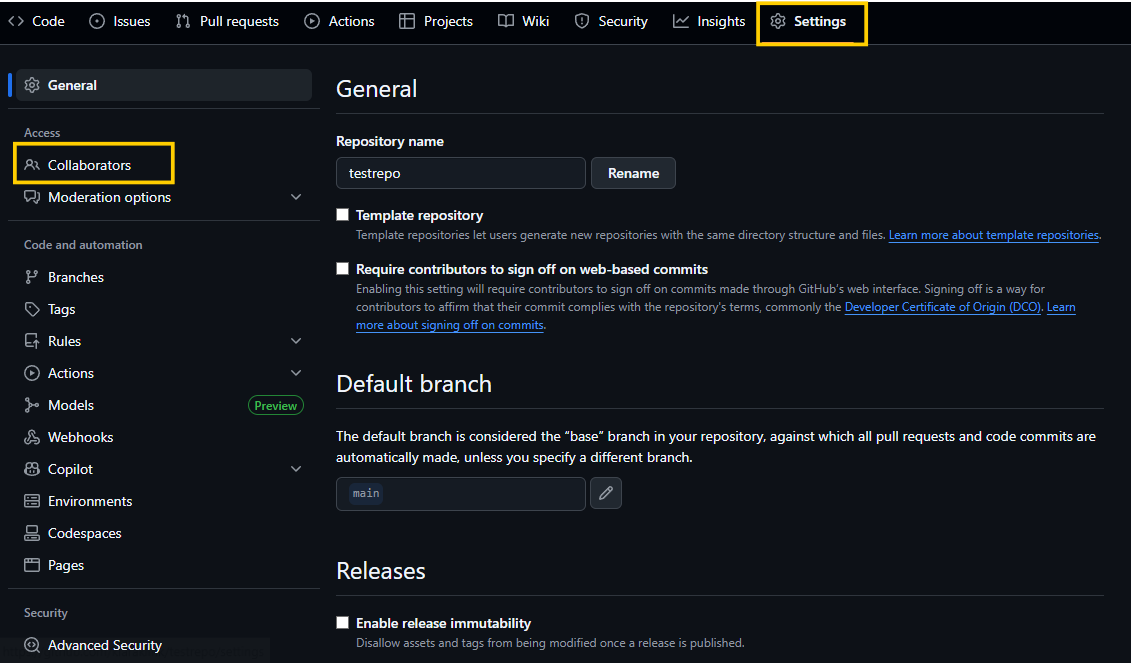 Code Issues Pull requests Actions Projects Wiki Security Insights Settings
General
Access
Collaborators
Moderation options
Code and automation
Branches
Tags
Rules
Actions
Models Preview
Webhooks
Copilot
Environments
Codespaces
Pages
Security
Advanced Security
General
Repository name
testrepo Rename
Template repository
Template repositories let users generate new repositories with the same directory structure and files. Learn more about template repositories.
Require contributors to sign off on web-based commits
Enabling this setting will require contributors to sign off on commits made through GitHub's web interface. Signing off is a way for
contributors to affirm that their commit complies with the repository's terms, commonly the Developer Certificate of Origin (DCO). Learn
more about signing off on commits.
Default branch
The default branch is considered the “base” branch in your repository, against which all pull requests and code commits are
automatically made, unless you specify a different branch.
main
Releases
Enable release immutability
Disallow assets and tags from being modified once a release is published.